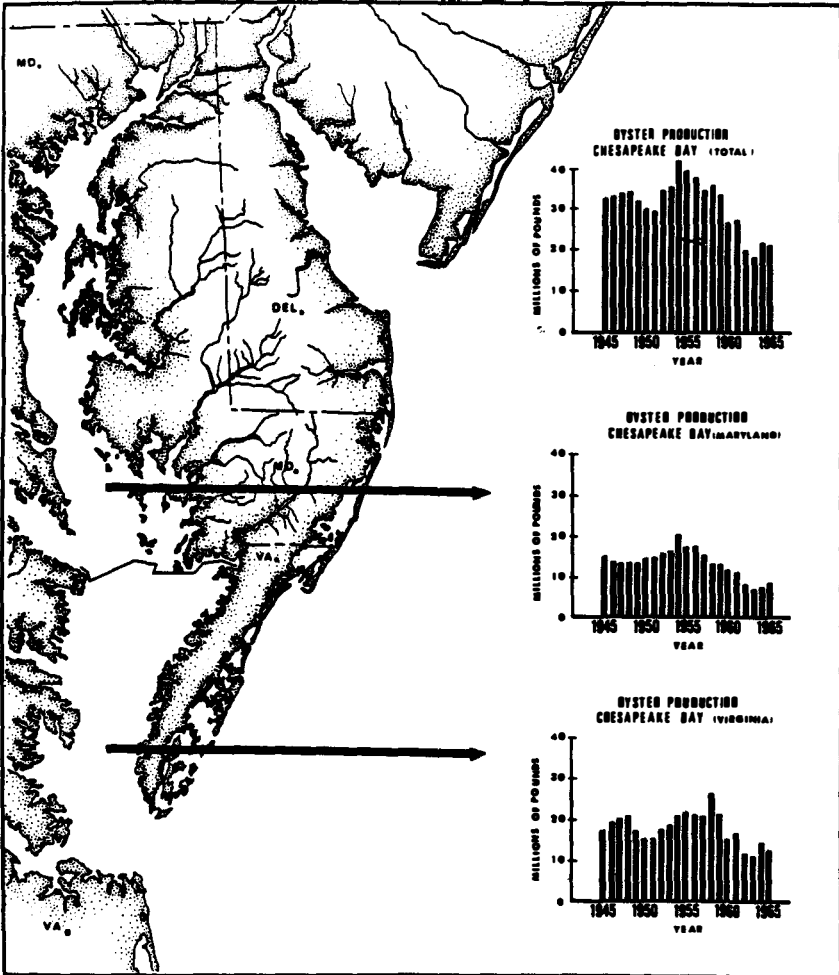 MD.
DEL.
MD.
VA.
VA.
OYSTER PRODUCTION
CHESAPEAKE BAY (TOTAL)
MILLIONS OF POUNDS
40
30
20
10
0
1945 1950 1955 1960 1965
YEAR
OYSTER PRODUCTION
CHESAPEAKE BAY (MARYLAND)
MILLIONS OF POUNDS
40
30
20
10
0
1945 1950 1955 1960 1965
YEAR
OYSTER PRODUCTION
CHESAPEAKE BAY (VIRGINIA)
MILLIONS OF POUNDS
40
30
20
10
0
1945 1950 1955 1960 1965
YEAR